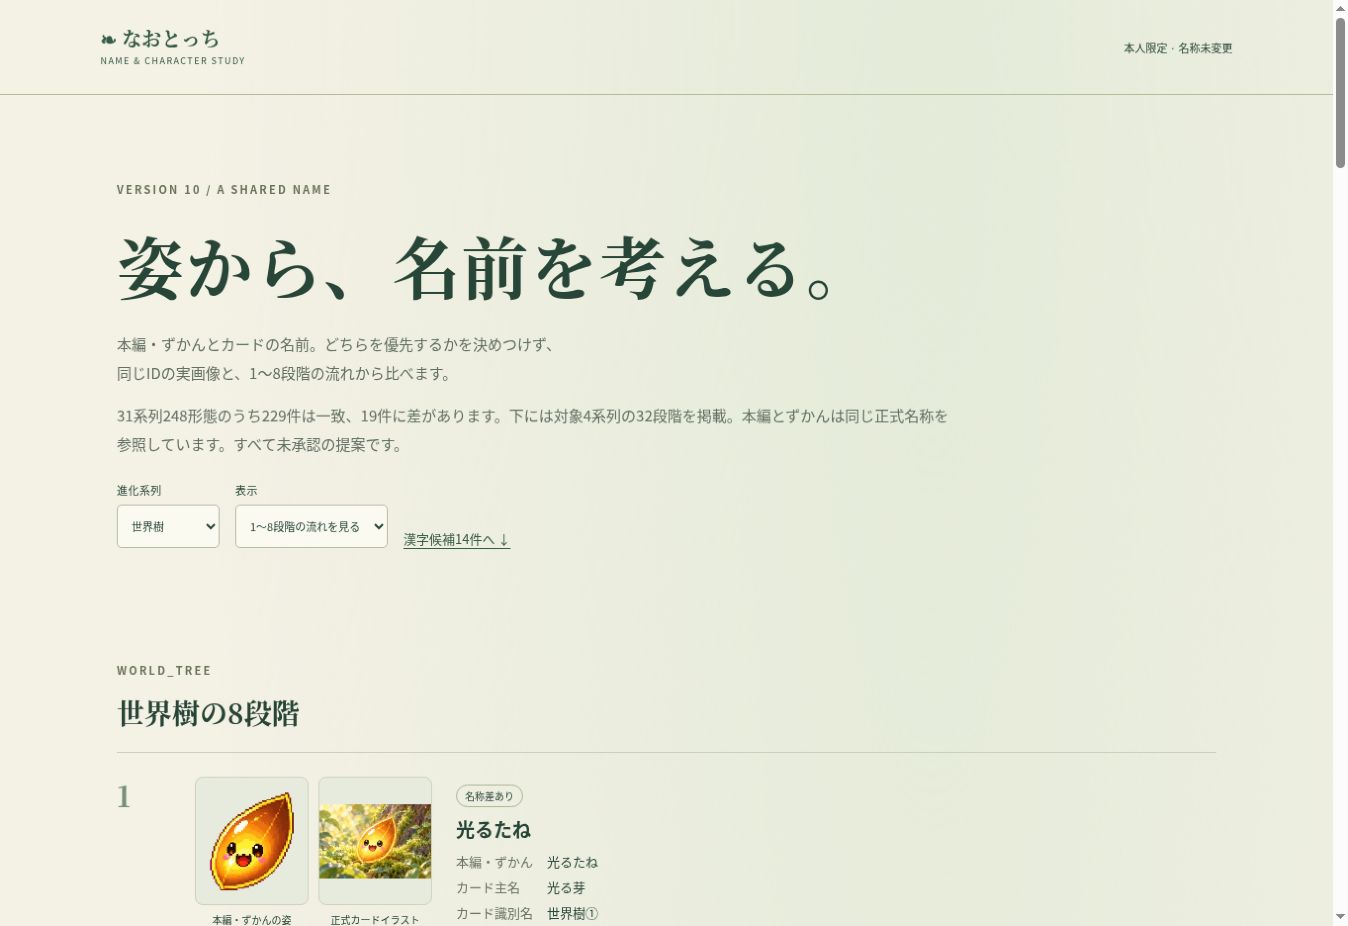 ❧ なおとっち
NAME & CHARACTER STUDY
本人限定・名称未変更
VERSION 10 / A SHARED NAME
姿から、名前を考える。
本編・ずかんとカードの名前。どちらを優先するかを決めつけず、
同じIDの実画像と、1〜8段階の流れから比べます。
31系列248形態のうち229件は一致、19件に差があります。下には対象4系列の32段階を掲載。本編とずかんは同じ正式名称を
参照しています。すべて未承認の提案です。
進化系列
表示
世界樹
1〜8段階の流れを見る
漢字候補14件へ ↓
WORLD_TREE
世界樹の8段階
1
名称差あり
光るたね
本編・ずかん 光るたね
カード主名 光る芽
カード識別名 世界樹①
本編・ずかんの姿
正式カードイラスト